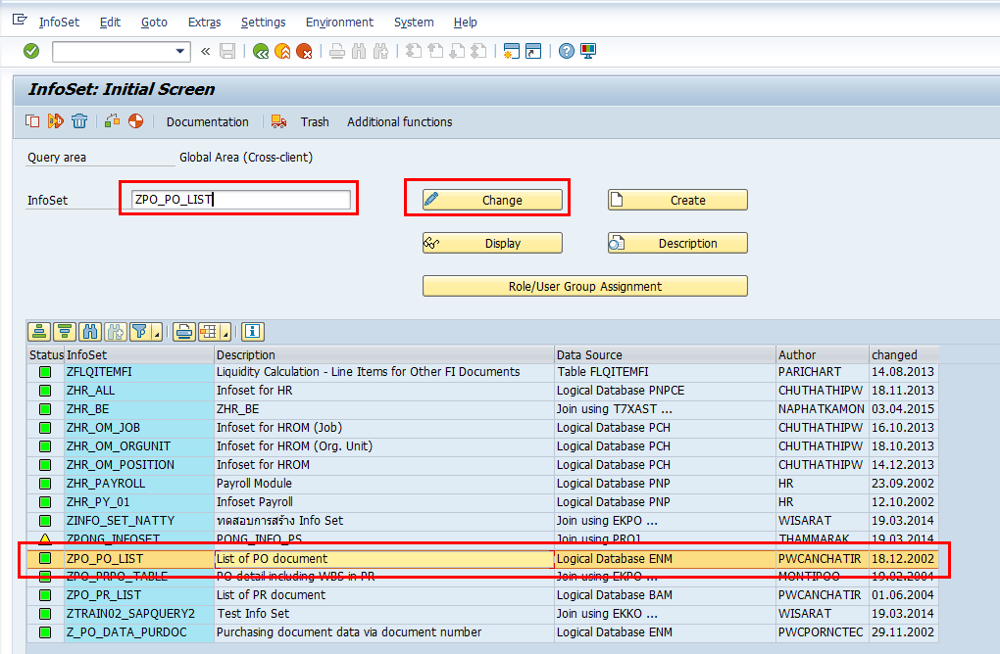 InfoSet Edit Goto Extras Settings Environment System Help
InfoSet: Initial Screen
Documentation Trash Additional functions
Query area Global Area (Cross-client)
InfoSet ZPO_PO_LIST Change Create
Display Description
Role/User Group Assignment
Status InfoSet Description Data Source Author changed
ZFLQITEMFI Liquidity Calculation - Line Items for Other FI Documents Table FLQITEMFI PARICHART 14.08.2013
ZHR_ALL Infoset for HR Logical Database PNPCE CHUTHATHIPW 18.11.2013
ZHR_BE ZHR_BE Join using T7XAST ... NAPHATKAMON 03.04.2015
ZHR_OM_JOB Infoset for HROM (Job) Logical Database PCH CHUTHATHIPW 16.10.2013
ZHR_OM_ORGUNIT Infoset for HROM (Org. Unit) Logical Database PCH CHUTHATHIPW 18.10.2013
ZHR_OM_POSITION Infoset for HROM Logical Database PCH CHUTHATHIPW 14.12.2013
ZHR_PAYROLL Payroll Module Logical Database PNP HR 23.09.2002
ZHR_PY_01 Infoset Payroll Logical Database PNP HR 12.10.2002
ZINFO_SET_NATTY ทดสอบการสร้าง Info Set Join using EKPO ... WISARAT 19.03.2014
ZPONG_INFOSET PONG_INFO_PS Join using PROJ ... THAMMARAK 19.03.2014
ZPO_PO_LIST List of PO document Logical Database ENM PWCANCHATIR 18.12.2002
ZPO_PRPO_TABLE PO detail including WBS in PR Join using EKPO ... MONTIPOO 19.02.2004
ZPO_PR_LIST List of PR document Logical Database BAM PWCANCHATIR 01.06.2004
ZTRAIN02_SAPQUERY2 Test Info Set Join using EKKO ... WISARAT 19.03.2014
Z_PO_DATA_PURDOC Purchasing document data via document number Logical Database ENM PWCPORNCTEC 29.11.2002